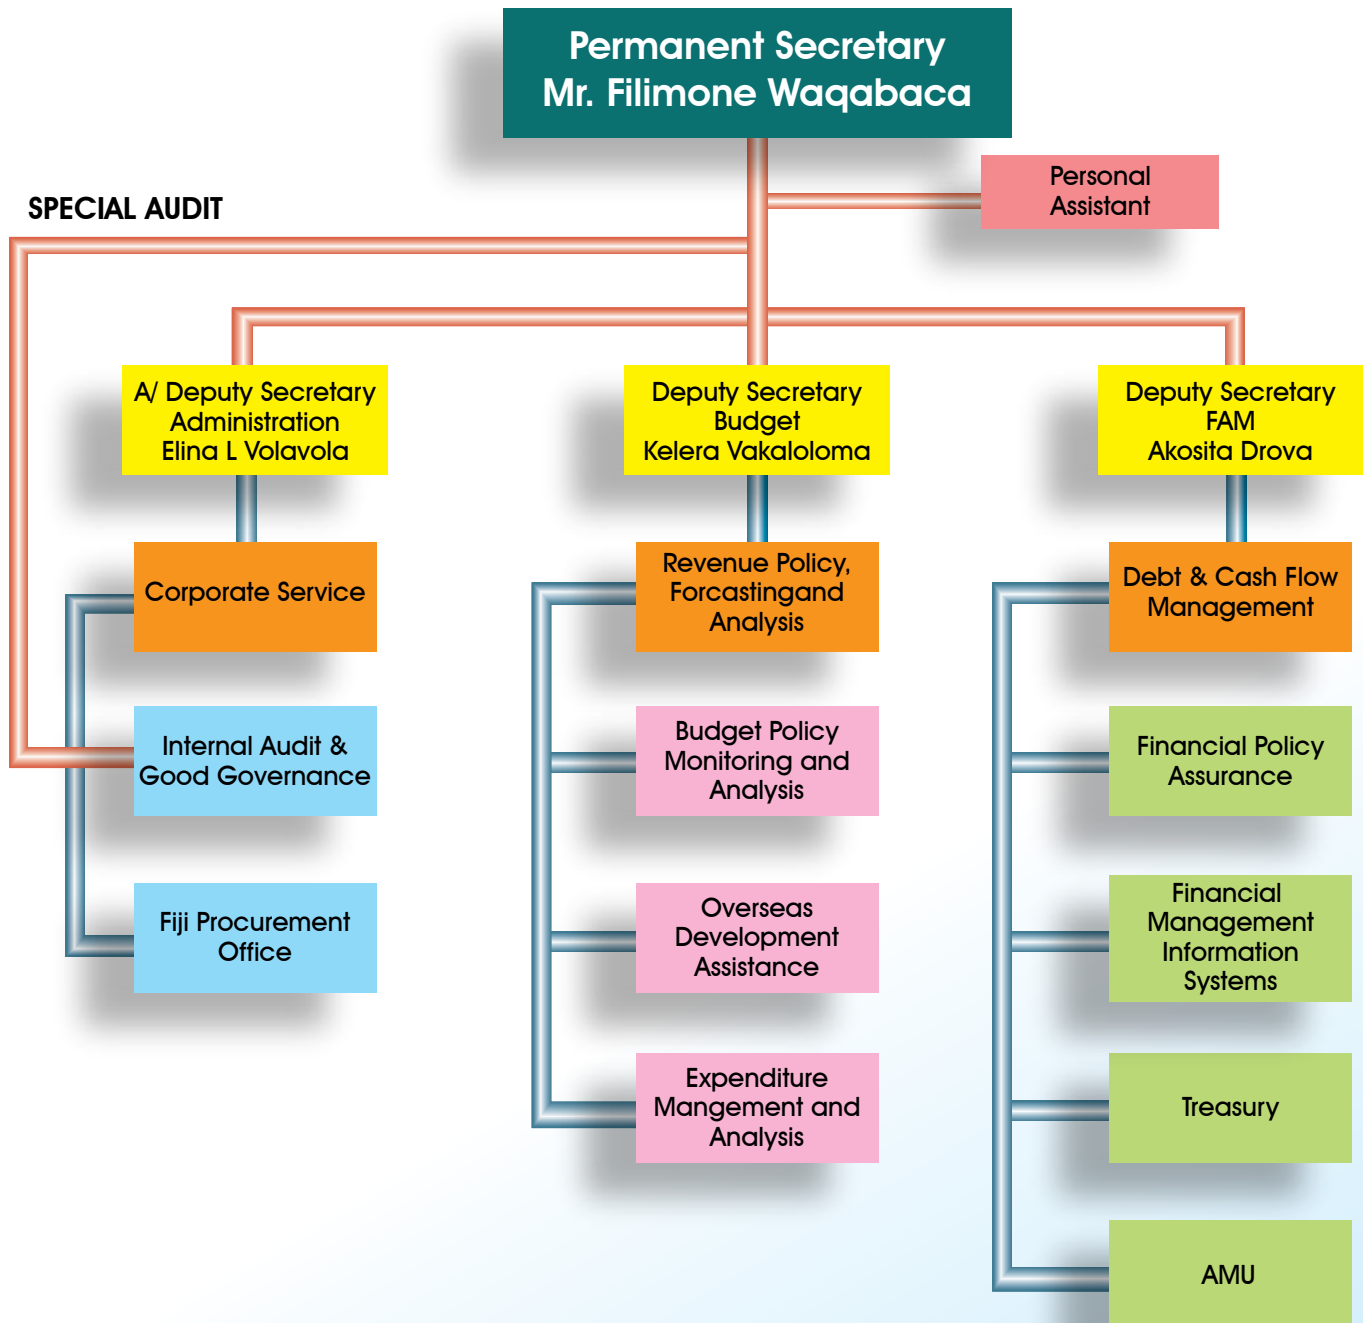 Permanent Secretary
Mr. Filimone Waqabaca
Personal
Assistant
SPECIAL AUDIT
A/ Deputy Secretary
Administration
Elina L Volavola
Deputy Secretary
Budget
Kelera Vakaloloma
Deputy Secretary
FAM
Akosita Drova
Corporate Service
Revenue Policy,
Forcastingand
Analysis
Debt & Cash Flow
Management
Internal Audit &
Good Governance
Budget Policy
Monitoring and
Analysis
Financial Policy
Assurance
Fiji Procurement
Office
Overseas
Development
Assistance
Financial
Management
Information
Systems
Expenditure
Mangement and
Analysis
Treasury
AMU